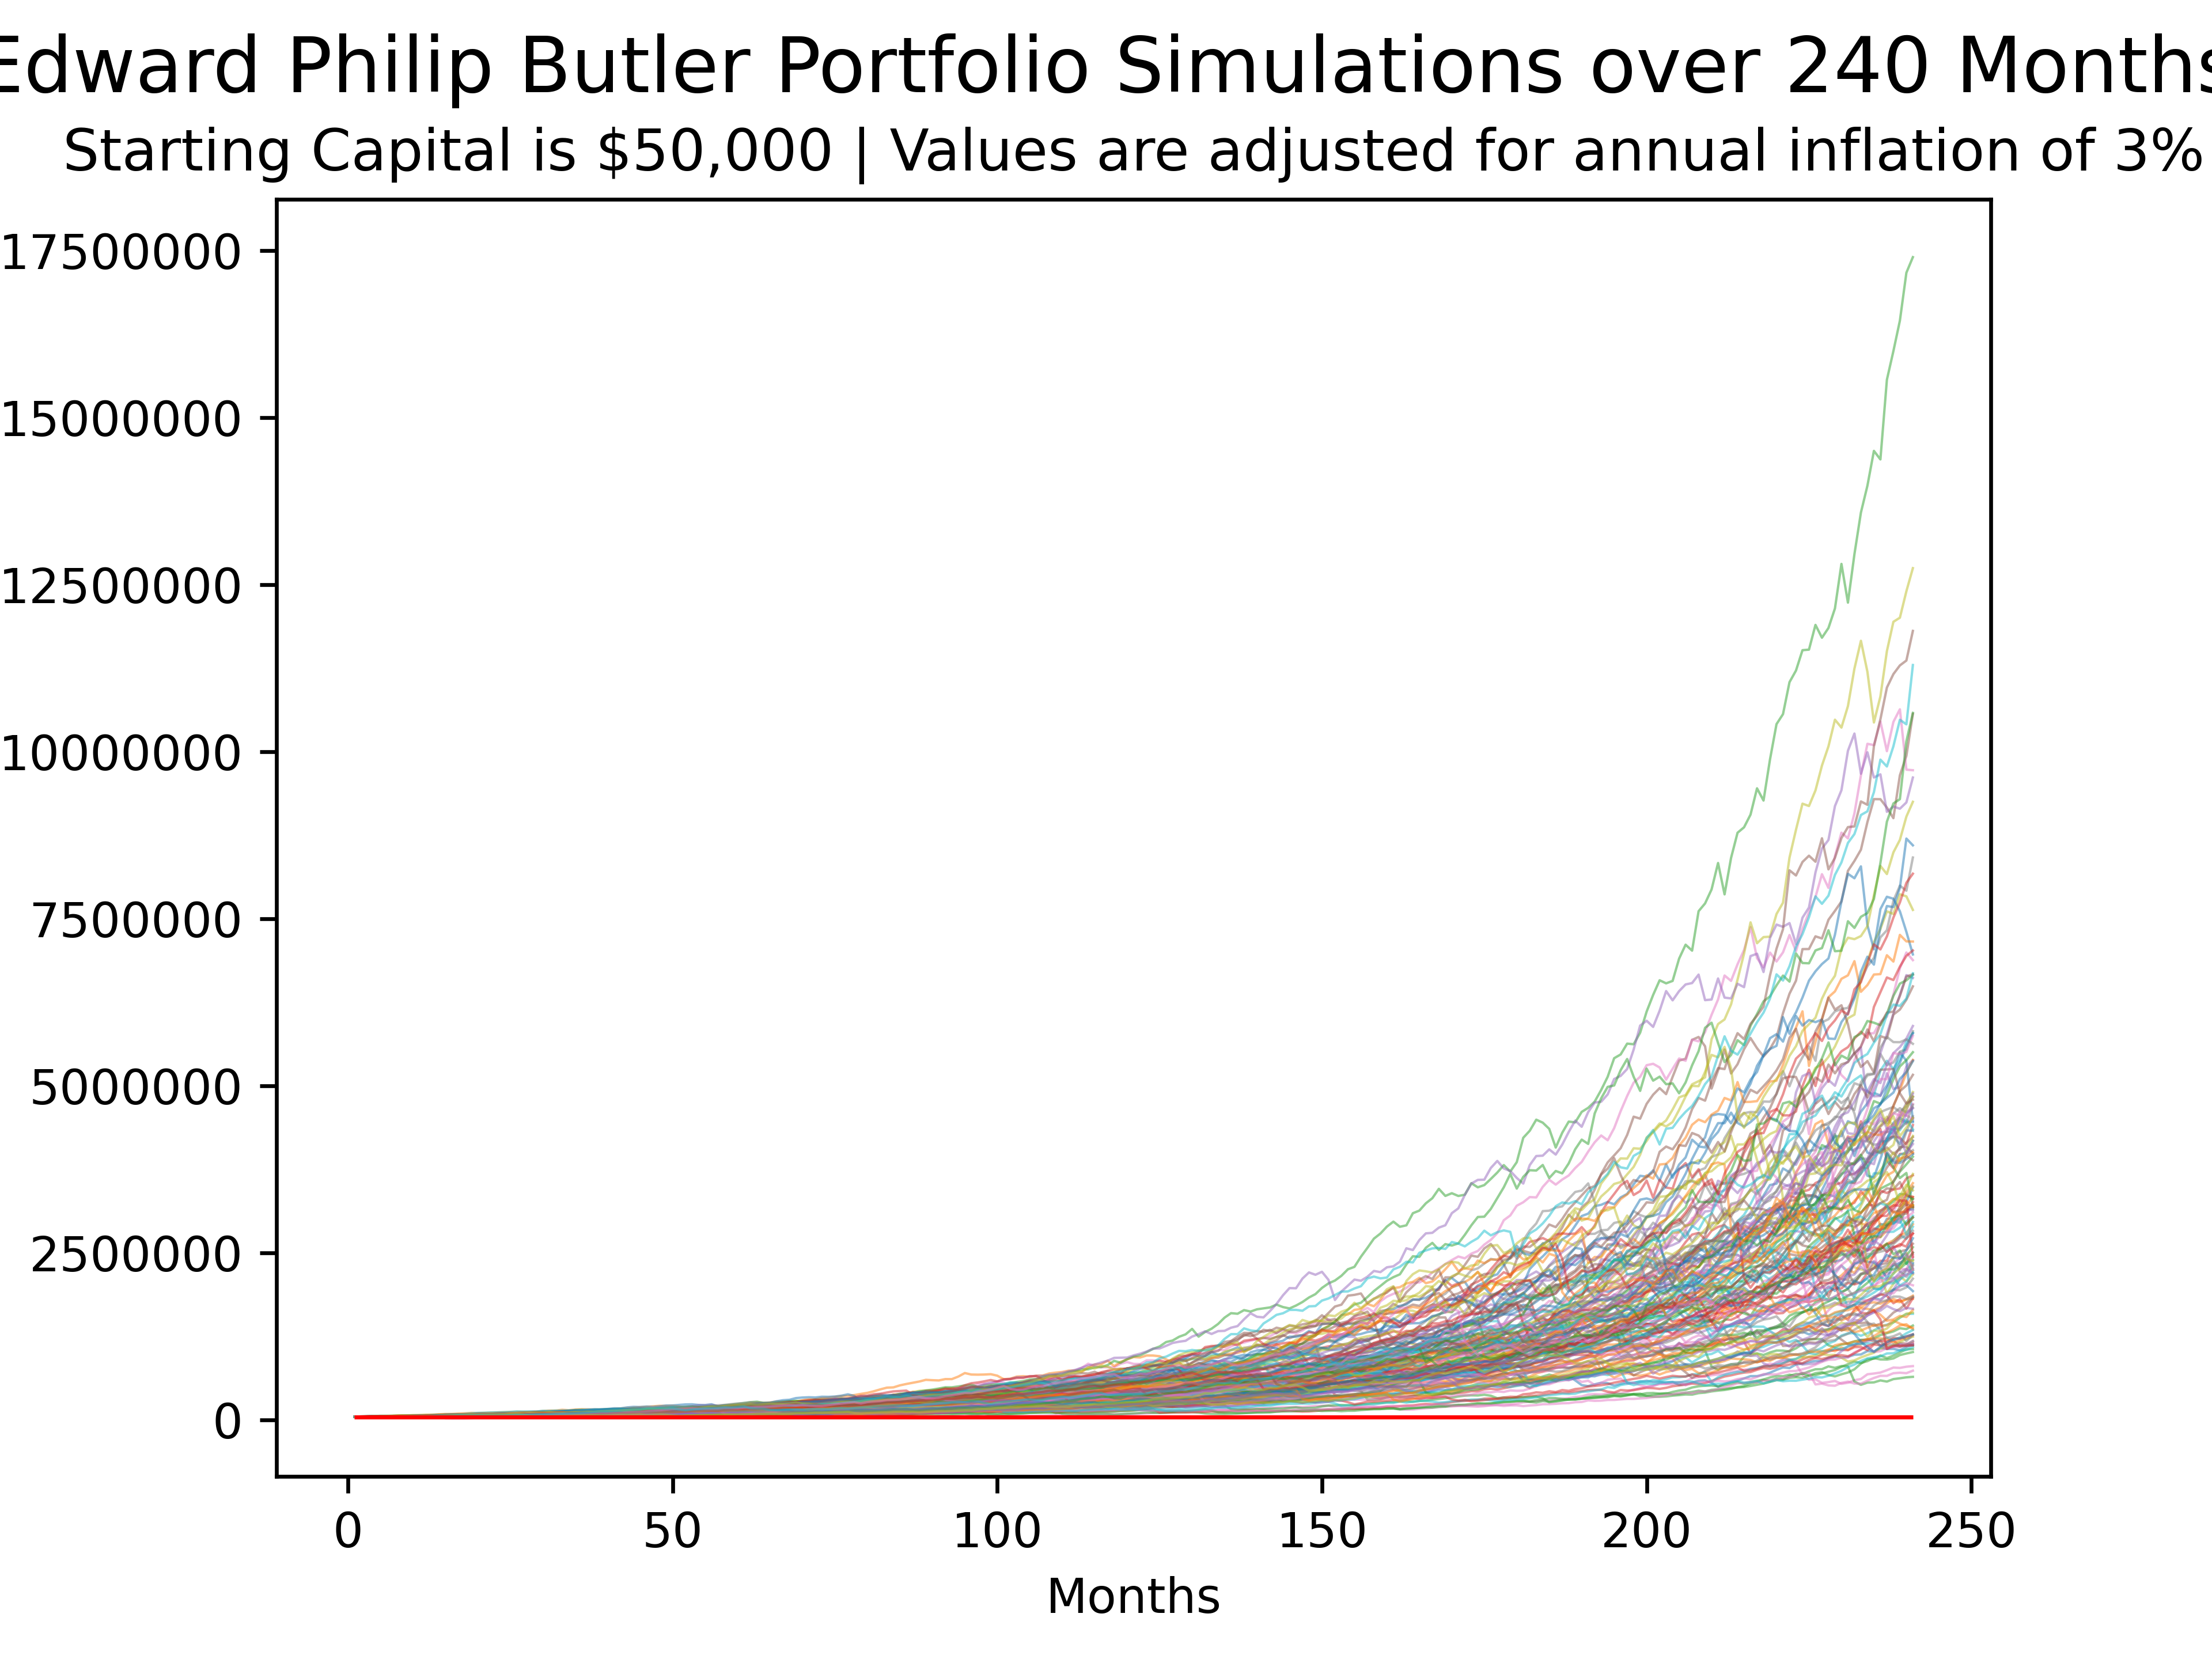 Edward Philip Butler Portfolio Simulations over 240 Months
Starting Capital is $50,000 | Values are adjusted for annual inflation of 3%
17500000
15000000
12500000
10000000
7500000
5000000
2500000
0
0 50 100 150 200 250
Months